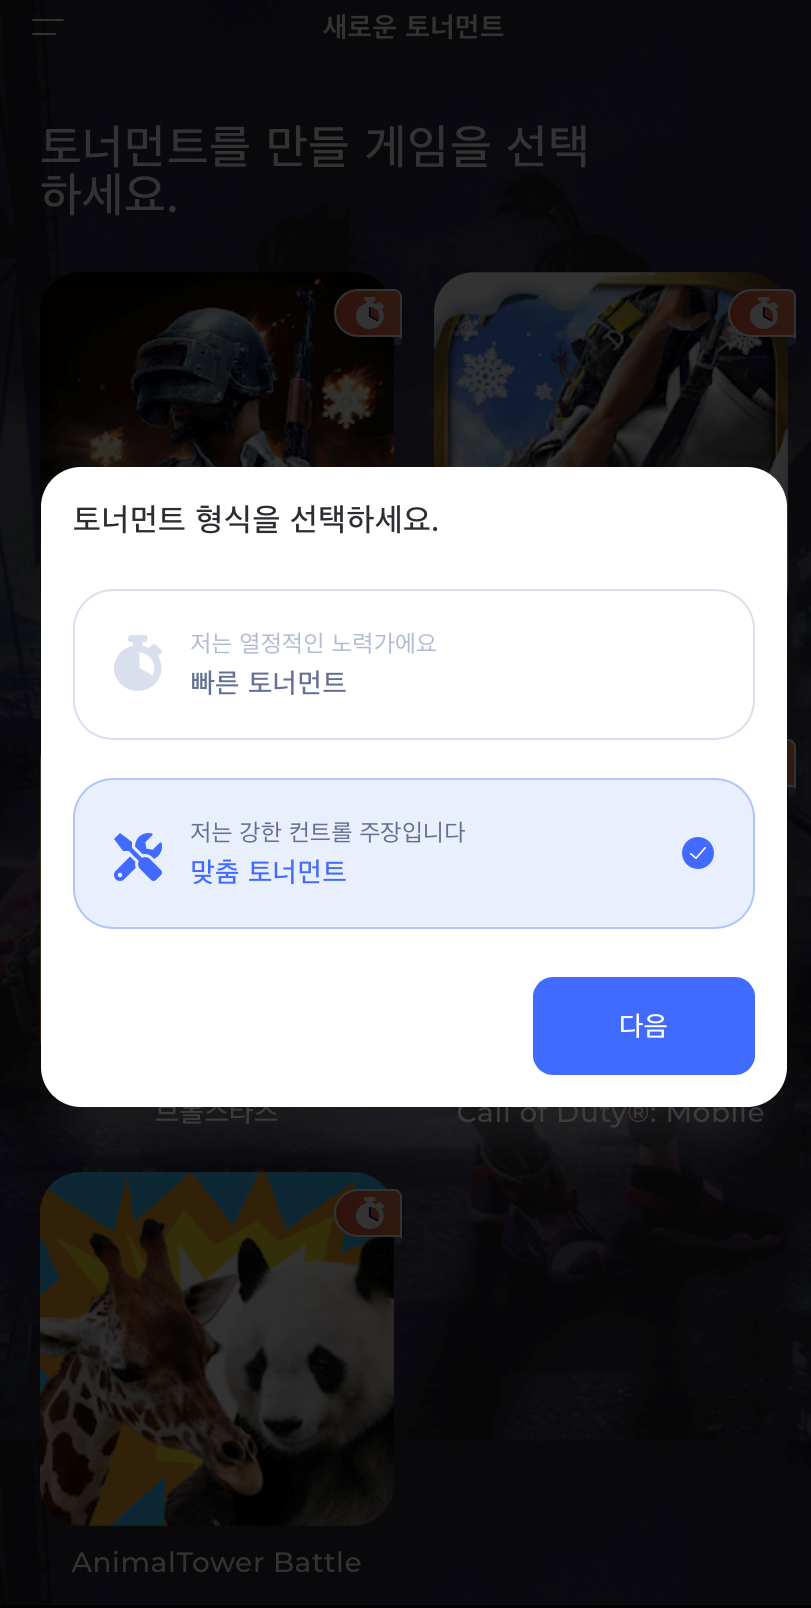 새로운 토너먼트
토너먼트를 만들 게임을 선택
하세요.
토너먼트 형식을 선택하세요.
저는 열정적인 노력가에요
빠른 토너먼트
저는 강한 컨트롤 주장입니다
맞춤 토너먼트
다음
브롤스타즈
Call of Duty®: Mobile
AnimalTower Battle